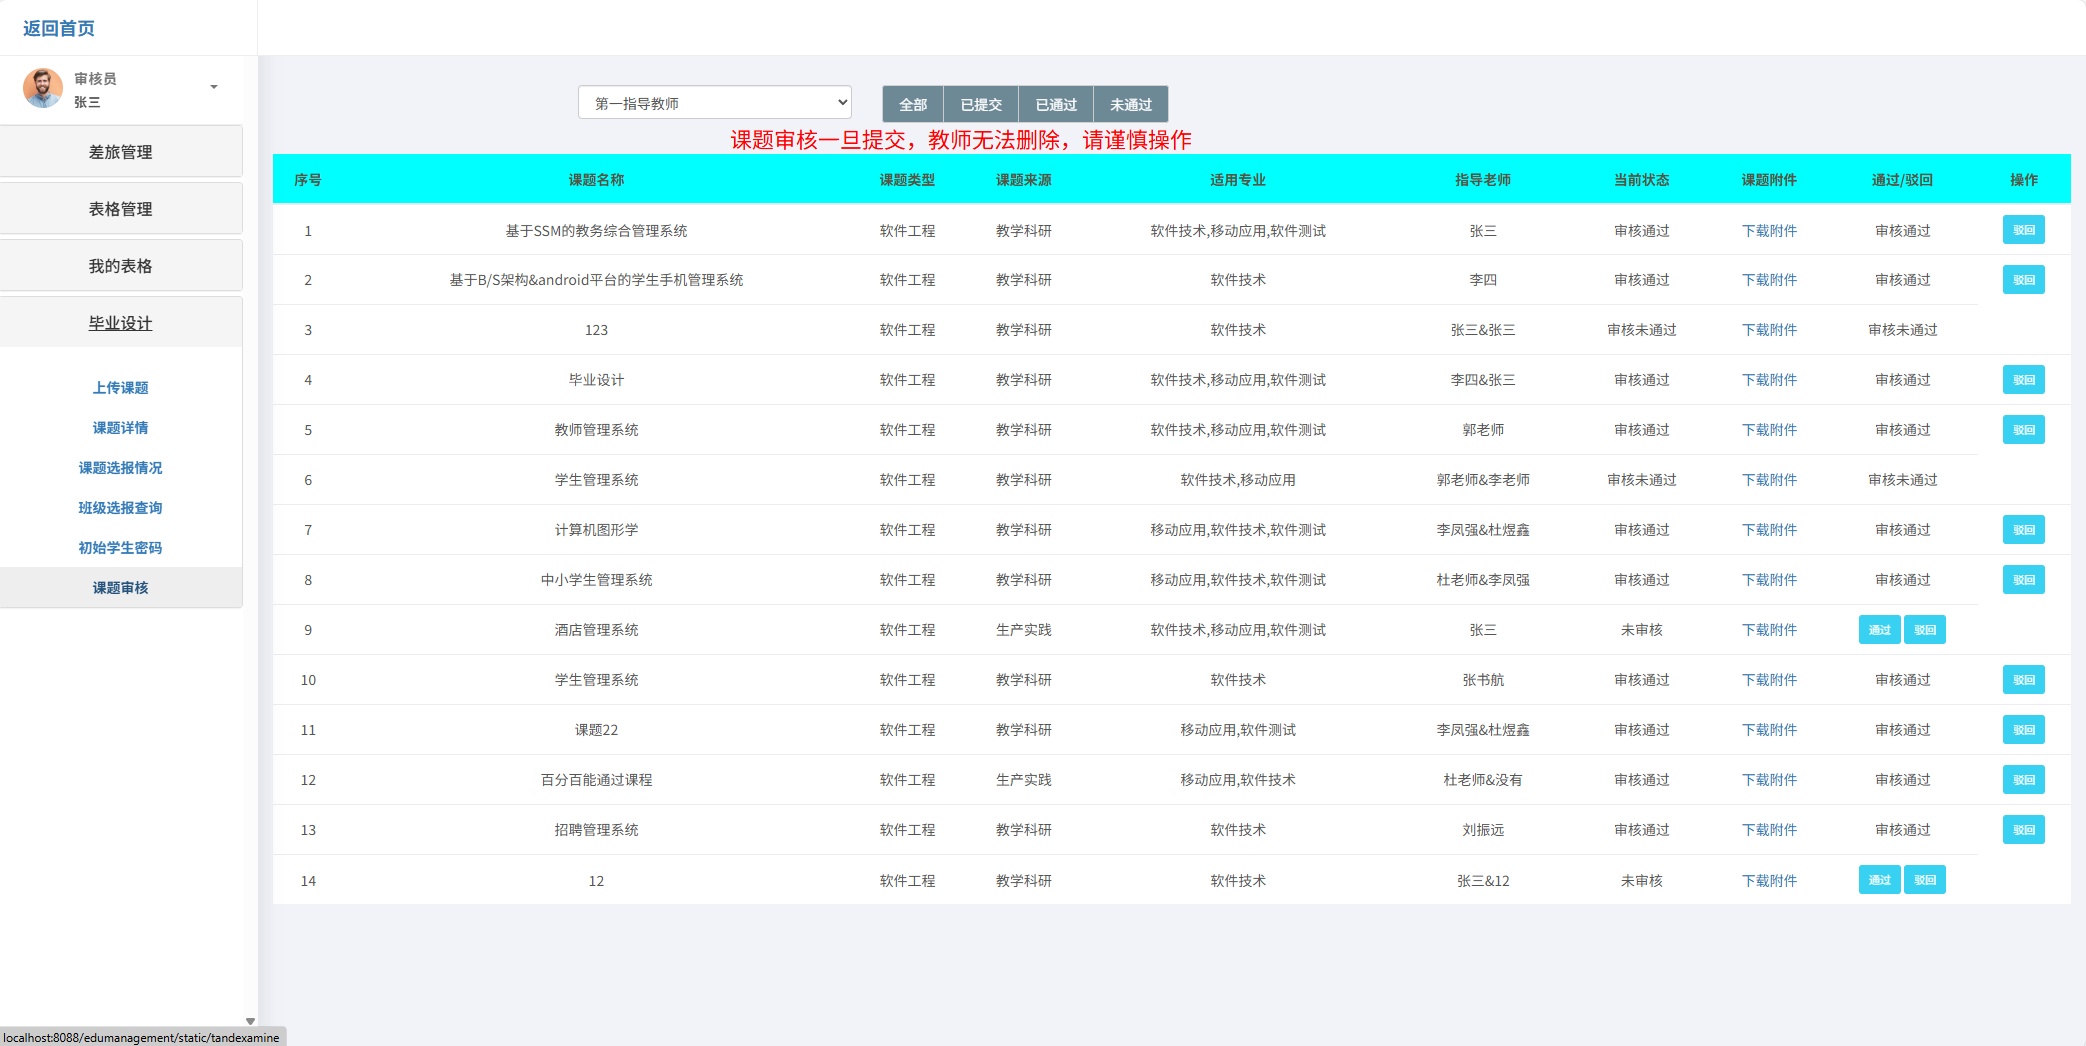 返回首页
审核员
张三
差旅管理
表格管理
我的表格
毕业设计
上传课题
课题详情
课题选报情况
班级选报查询
初始学生密码
课题审核
第一指导教师 全部 已提交 已通过 未通过
课题审核一旦提交，教师无法删除，请谨慎操作
序号 课题名称 课题类型 课题来源 适用专业 指导老师 当前状态 课题附件 通过/驳回 操作
1 基于SSM的教务综合管理系统 软件工程 教学科研 软件技术,移动应用,软件测试 张三 审核通过 下载附件 审核通过 驳回
2 基于B/S架构&android平台的学生手机管理系统 软件工程 教学科研 软件技术 李四 审核通过 下载附件 审核通过 驳回
3 123 软件工程 教学科研 软件技术 张三&张三 审核未通过 下载附件 审核未通过
4 毕业设计 软件工程 教学科研 软件技术,移动应用,软件测试 李四&张三 审核通过 下载附件 审核通过 驳回
5 教师管理系统 软件工程 教学科研 软件技术,移动应用,软件测试 郭老师 审核通过 下载附件 审核通过 驳回
6 学生管理系统 软件工程 教学科研 软件技术,移动应用 郭老师&李老师 审核未通过 下载附件 审核未通过
7 计算机图形学 软件工程 教学科研 移动应用,软件技术,软件测试 李凤强&杜煜鑫 审核通过 下载附件 审核通过 驳回
8 中小学生管理系统 软件工程 教学科研 移动应用,软件技术,软件测试 杜老师&李凤强 审核通过 下载附件 审核通过 驳回
9 酒店管理系统 软件工程 生产实践 软件技术,移动应用,软件测试 张三 未审核 下载附件 通过 驳回
10 学生管理系统 软件工程 教学科研 软件技术 张书航 审核通过 下载附件 审核通过 驳回
11 课题22 软件工程 教学科研 移动应用,软件测试 李凤强&杜煜鑫 审核通过 下载附件 审核通过 驳回
12 百分百能通过课程 软件工程 生产实践 移动应用,软件技术 杜老师&没有 审核通过 下载附件 审核通过 驳回
13 招聘管理系统 软件工程 教学科研 软件技术 刘振远 审核通过 下载附件 审核通过 驳回
14 12 软件工程 教学科研 软件技术 张三&12 未审核 下载附件 通过 驳回
localhost:8088/edumanagement/static/tandexamine